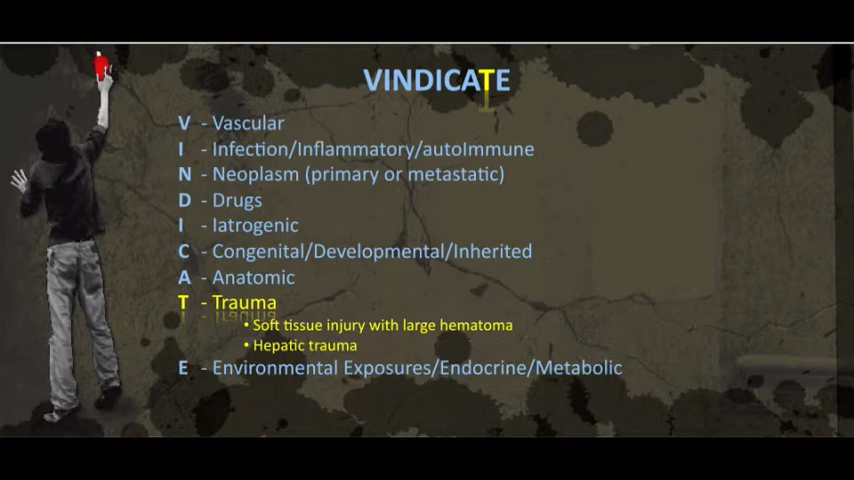 VINDICATE
V - Vascular
I - Infection/Inflammatory/autoImmune
N - Neoplasm (primary or metastatic)
D - Drugs
I - Iatrogenic
C - Congenital/Developmental/Inherited
A - Anatomic
T - Trauma
• Soft tissue injury with large hematoma
• Hepatic trauma
E - Environmental Exposures/Endocrine/Metabolic